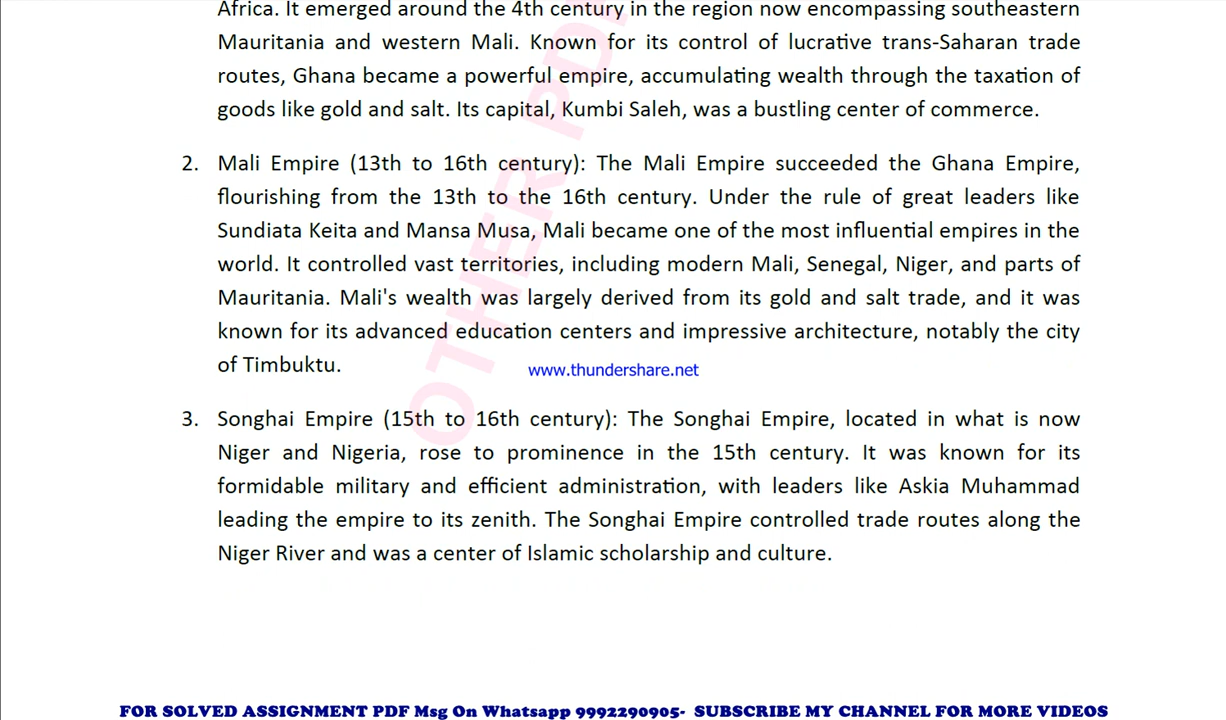 Africa. It emerged around the 4th century in the region now encompassing southeastern
Mauritania and western Mali. Known for its control of lucrative trans-Saharan trade
routes, Ghana became a powerful empire, accumulating wealth through the taxation of
goods like gold and salt. Its capital, Kumbi Saleh, was a bustling center of commerce.
2. Mali Empire (13th to 16th century): The Mali Empire succeeded the Ghana Empire,
flourishing from the 13th to the 16th century. Under the rule of great leaders like
Sundiata Keita and Mansa Musa, Mali became one of the most influential empires in the
world. It controlled vast territories, including modern Mali, Senegal, Niger, and parts of
Mauritania. Mali's wealth was largely derived from its gold and salt trade, and it was
known for its advanced education centers and impressive architecture, notably the city
of Timbuktu.
www.thundershare.net
3. Songhai Empire (15th to 16th century): The Songhai Empire, located in what is now
Niger and Nigeria, rose to prominence in the 15th century. It was known for its
formidable military and efficient administration, with leaders like Askia Muhammad
leading the empire to its zenith. The Songhai Empire controlled trade routes along the
Niger River and was a center of Islamic scholarship and culture.
OTHER PD
FOR SOLVED ASSIGNMENT PDF Msg On Whatsapp 9992290905- SUBSCRIBE MY CHANNEL FOR MORE VIDEOS